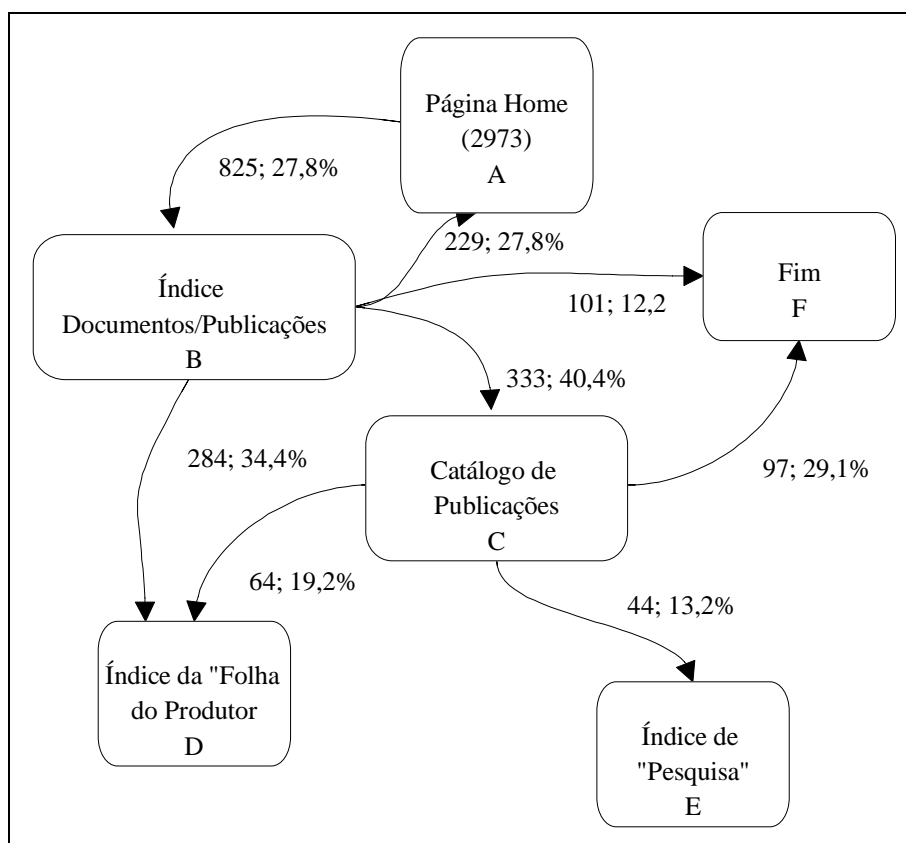 Página Home
(2973)
A
825; 27,8%
229; 27,8%
Índice
Documentos/Publicações
B
Fim
F
101; 12,2
333; 40,4%
284; 34,4%
Catálogo de
Publicações
C
97; 29,1%
64; 19,2%
44; 13,2%
Índice da "Folha
do Produtor
D
Índice de
"Pesquisa"
E